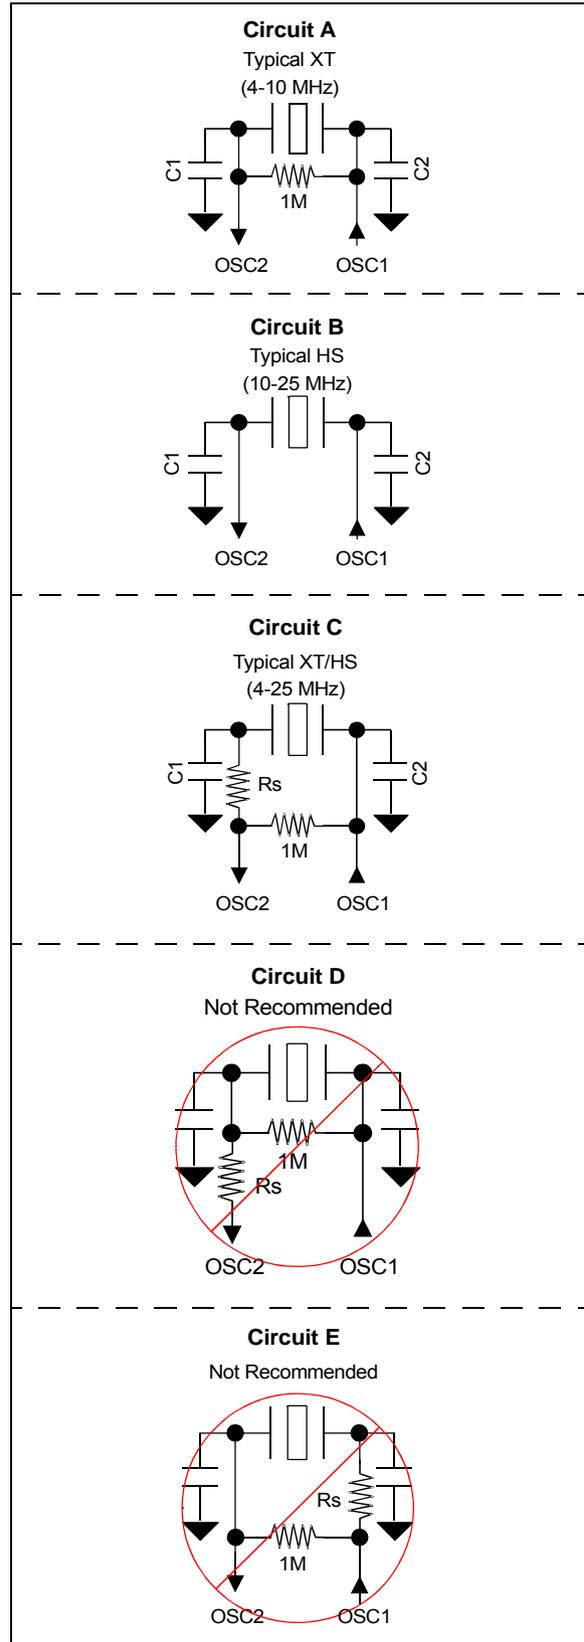 Circuit A
Typical XT
(4-10 MHz)
C1
C2
1M
OSC2 OSC1
Circuit B
Typical HS
(10-25 MHz)
C1
C2
OSC2 OSC1
Circuit C
Typical XT/HS
(4-25 MHz)
C1
Rs
C2
1M
OSC2 OSC1
Circuit D
Not Recommended
1M
Rs
OSC2 OSC1
Circuit E
Not Recommended
Rs
1M
OSC2 OSC1